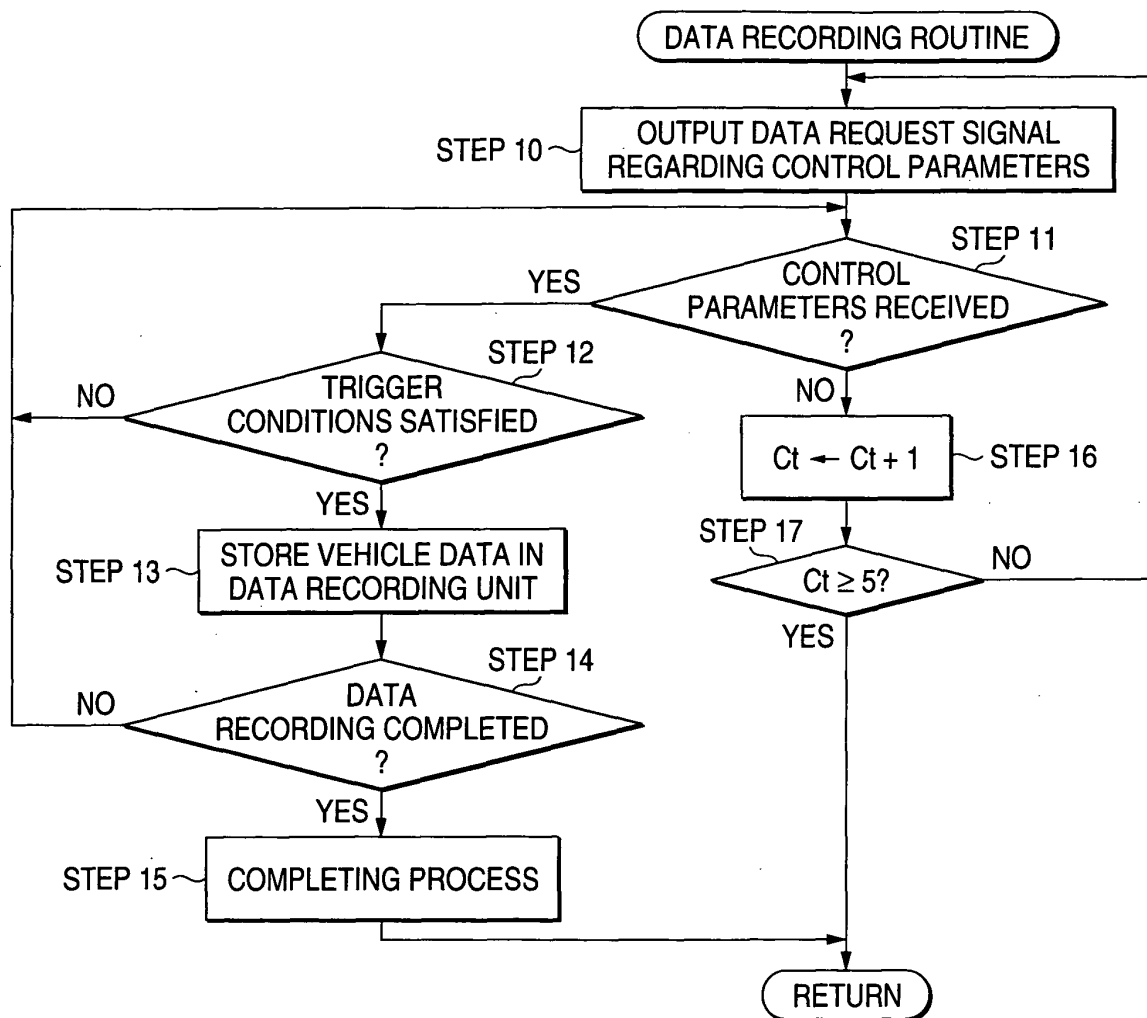 DATA RECORDING ROUTINE
STEP 10
OUTPUT DATA REQUEST SIGNAL
REGARDING CONTROL PARAMETERS
STEP 11
CONTROL
PARAMETERS RECEIVED
?
YES
NO
STEP 12
TRIGGER
CONDITIONS SATISFIED
?
NO
YES
STEP 13
STORE VEHICLE DATA IN
DATA RECORDING UNIT
STEP 14
DATA
RECORDING COMPLETED
?
NO
YES
STEP 15
COMPLETING PROCESS
Ct ← Ct + 1
STEP 16
STEP 17
Ct ≥ 5?
NO
YES
RETURN